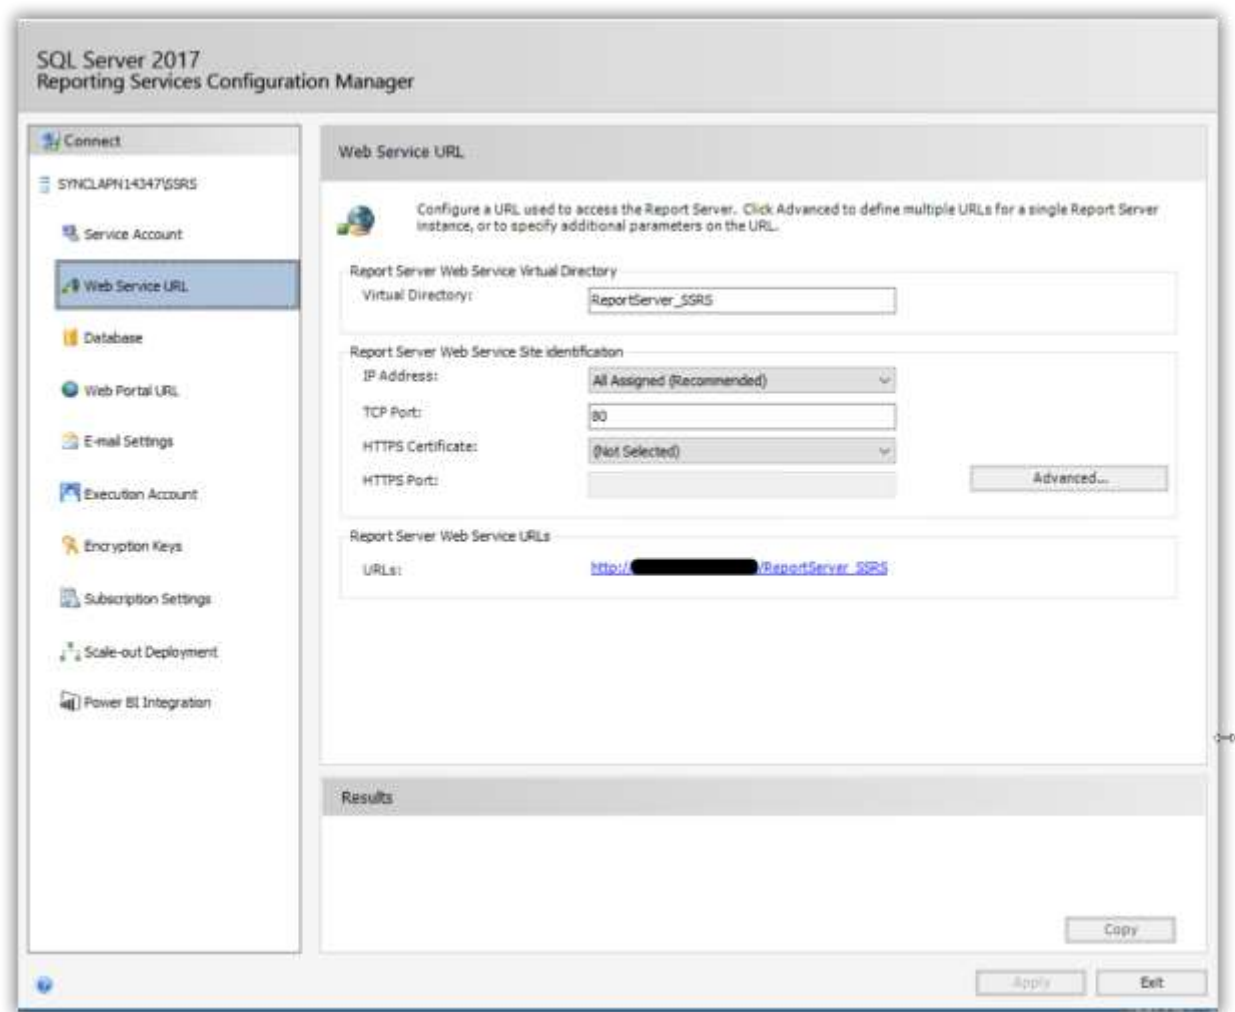 SQL Server 2017
Reporting Services Configuration Manager
Connect
SYNCLAPN14347\SSRS
Service Account
Web Service URL
Database
Web Portal URL
E-mail Settings
Execution Account
Encryption Keys
Subscription Settings
Scale-out Deployment
Power BI Integration
Web Service URL
Configure a URL used to access the Report Server. Click Advanced to define multiple URLs for a single Report Server
instance, or to specify additional parameters on the URL.
Report Server Web Service Virtual Directory
Virtual Directory: ReportServer_SSRS
Report Server Web Service Site identification
IP Address: All Assigned (Recommended)
TCP Port: 80
HTTPS Certificate: (Not Selected)
HTTPS Port:
Advanced...
Report Server Web Service URLs
URLs: http:// /ReportServer_SSRS
Results
Copy
Apply
Exit